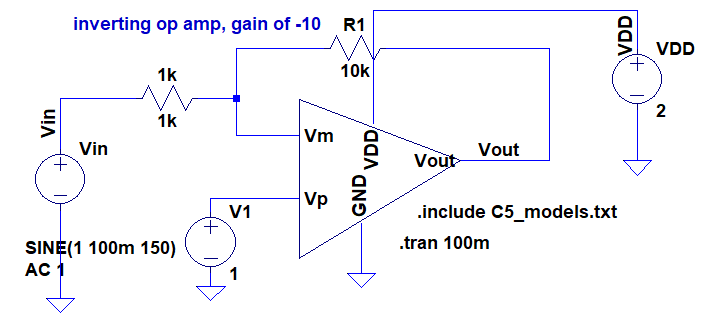 inverting op amp, gain of -10
R1
VDD
VDD
1k
10k
1k
2
Vin
Vin
Vm
VDD
Vout
Vout
V1
Vp
GND
.include C5_models.txt
SINE(1 100m 150)
.tran 100m
AC 1
1